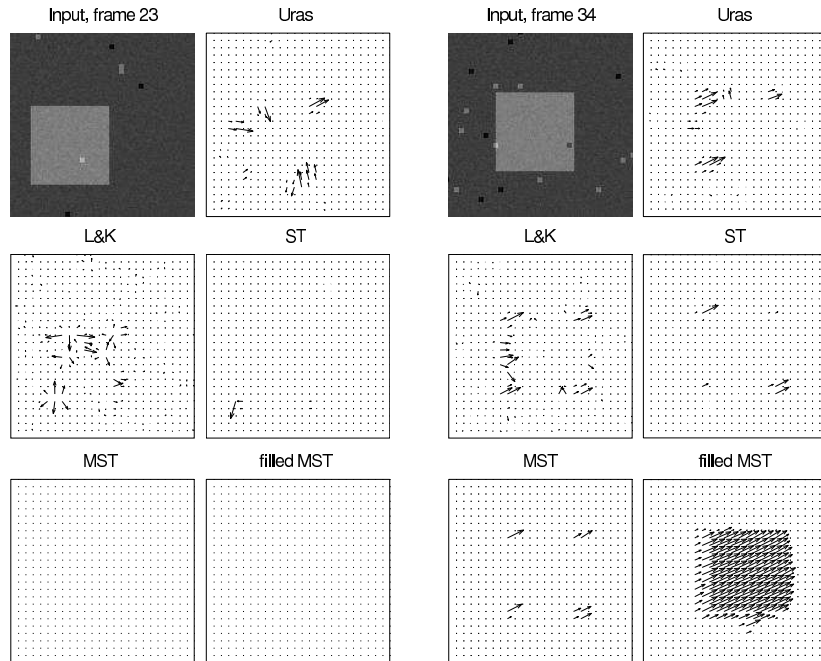 Input, frame 23
Uras
Input, frame 34
Uras
L&K
ST
L&K
ST
MST
filled MST
MST
filled MST